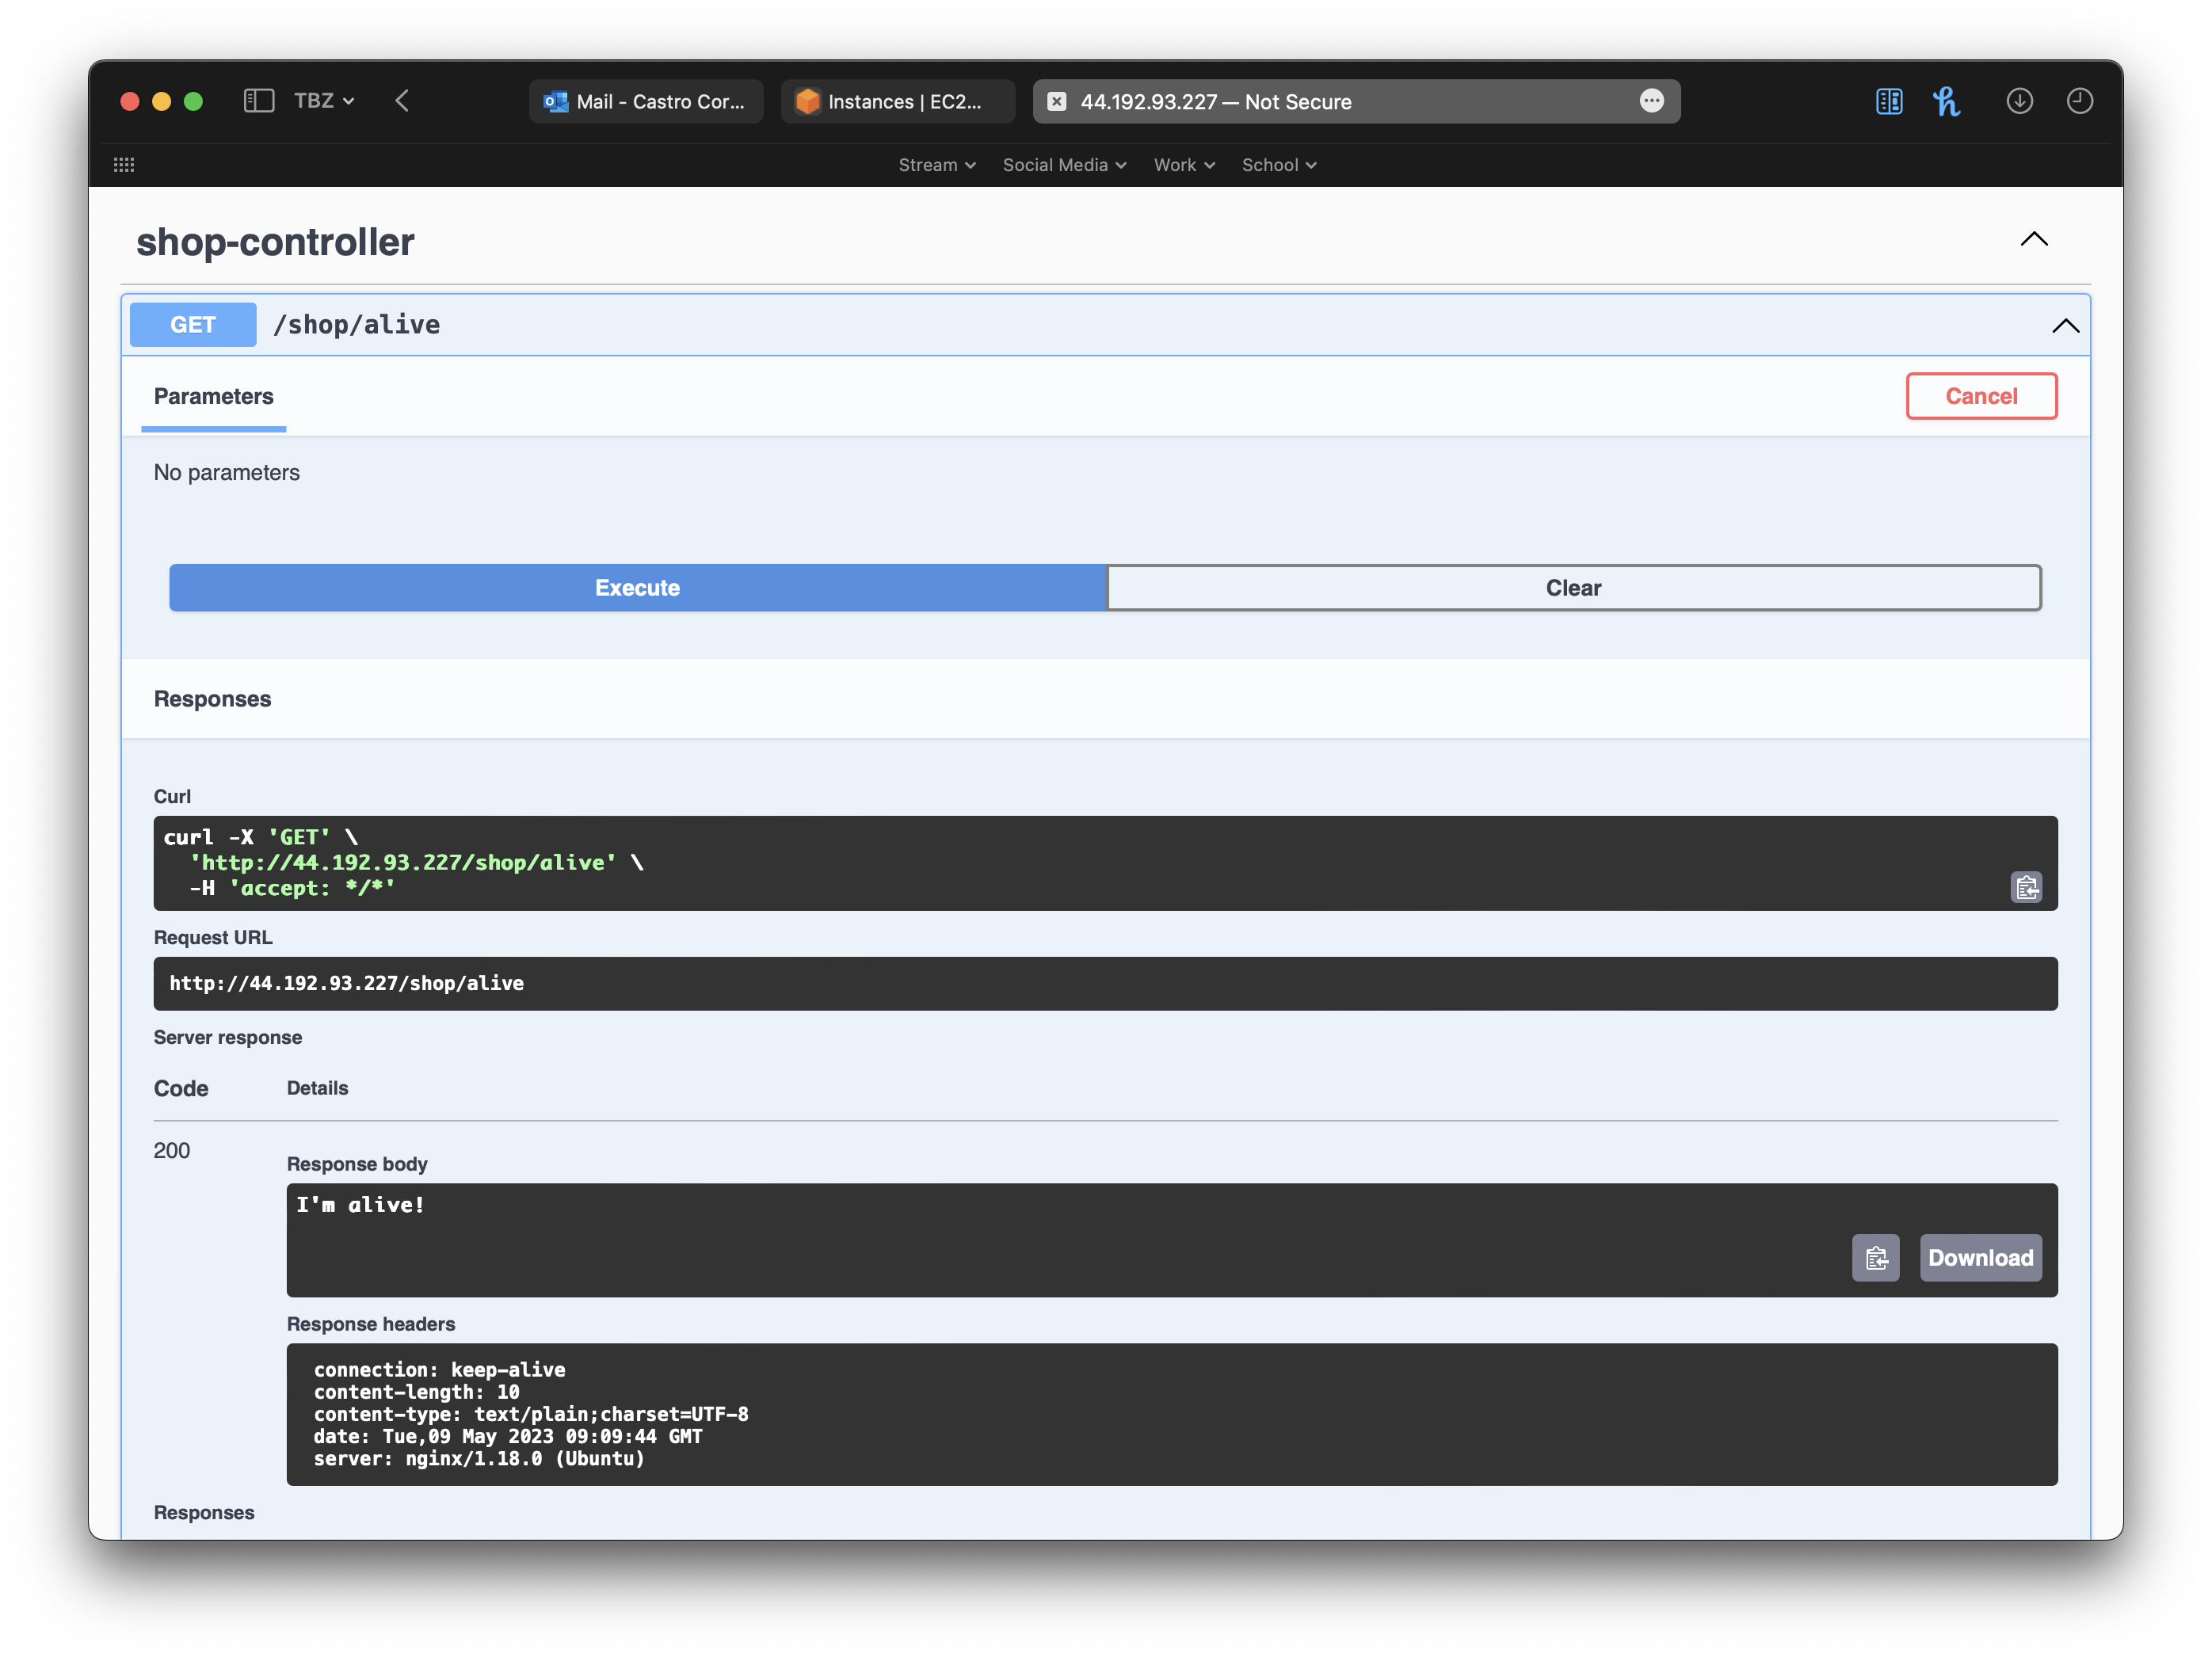 TBZ
Mail - Castro Cor...
Instances | EC2...
44.192.93.227 — Not Secure
Stream
Social Media
Work
School
shop-controller
GET /shop/alive
Parameters
Cancel
No parameters
Execute
Clear
Responses
Curl
curl -X 'GET' \
'http://44.192.93.227/shop/alive' \
-H 'accept: */*'
Request URL
http://44.192.93.227/shop/alive
Server response
Code Details
200
Response body
I'm alive!
Download
Response headers
connection: keep-alive
content-length: 10
content-type: text/plain;charset=UTF-8
date: Tue,09 May 2023 09:09:44 GMT
server: nginx/1.18.0 (Ubuntu)
Responses